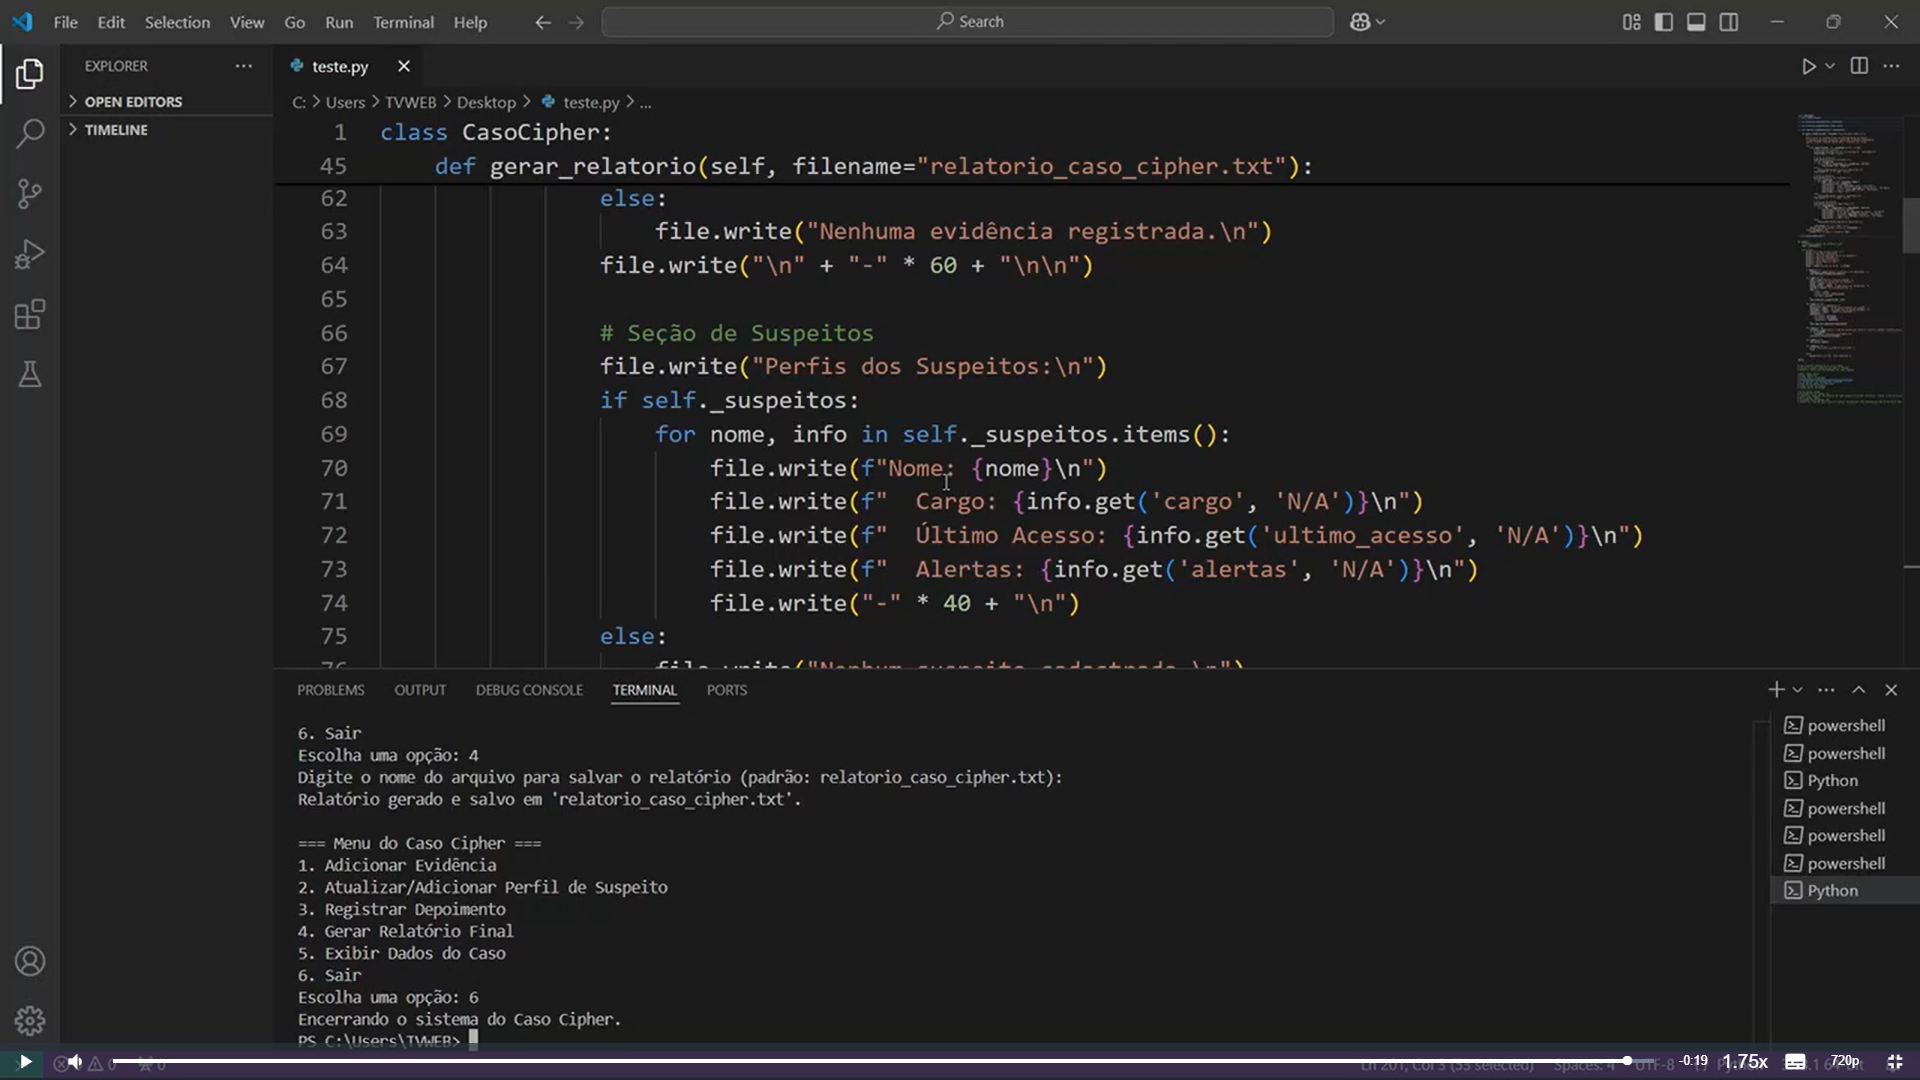 File Edit Selection View Go Run Terminal Help
Search
EXPLORER
OPEN EDITORS
TIMELINE
teste.py
C: > Users > TVWEB > Desktop > teste.py > ...
1 class CasoCipher:
45 def gerar_relatorio(self, filename="relatorio_caso_cipher.txt"):
62 else:
63 file.write("Nenhuma evidência registrada.\n")
64 file.write("\n" + "-" * 60 + "\n\n")
65
66 # Seção de Suspeitos
67 file.write("Perfis dos Suspeitos:\n")
68 if self._suspeitos:
69 for nome, info in self._suspeitos.items():
70 file.write(f"Nome: {nome}\n")
71 file.write(f"  Cargo: {info.get('cargo', 'N/A')}\n")
72 file.write(f"  Último Acesso: {info.get('ultimo_acesso', 'N/A')}\n")
73 file.write(f"  Alertas: {info.get('alertas', 'N/A')}\n")
74 file.write("-" * 40 + "\n")
75 else:
76 file.write("Nenhum suspeito cadastrado.\n")
PROBLEMS OUTPUT DEBUG CONSOLE TERMINAL PORTS
6. Sair
Escolha uma opção: 4
Digite o nome do arquivo para salvar o relatório (padrão: relatorio_caso_cipher.txt):
Relatório gerado e salvo em 'relatorio_caso_cipher.txt'.
=== Menu do Caso Cipher ===
1. Adicionar Evidência
2. Atualizar/Adicionar Perfil de Suspeito
3. Registrar Depoimento
4. Gerar Relatório Final
5. Exibir Dados do Caso
6. Sair
Escolha uma opção: 6
Encerrando o sistema do Caso Cipher.
PS C:\Users\TVWEB>
powershell
powershell
Python
powershell
powershell
powershell
Python
-0:19 1.75x 720p